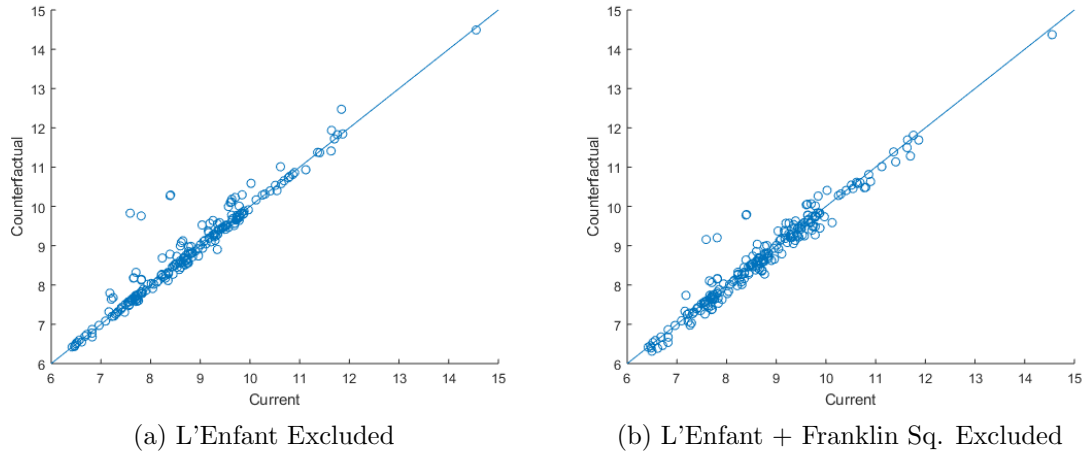 15
14
13
12
11
10
9
8
7
6
Counterfactual
6 7 8 9 10 11 12 13 14 15
Current
(a) L'Enfant Excluded
15
14
13
12
11
10
9
8
7
6
Counterfactual
6 7 8 9 10 11 12 13 14 15
Current
(b) L'Enfant + Franklin Sq. Excluded